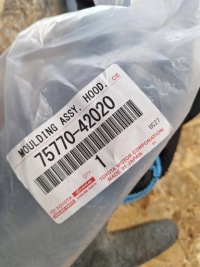 MOULDING ASSY, HOOD, CR
75770-42020
QTY
1
TOYOTA MOTOR CORPORATION
MADE IN JAPAN